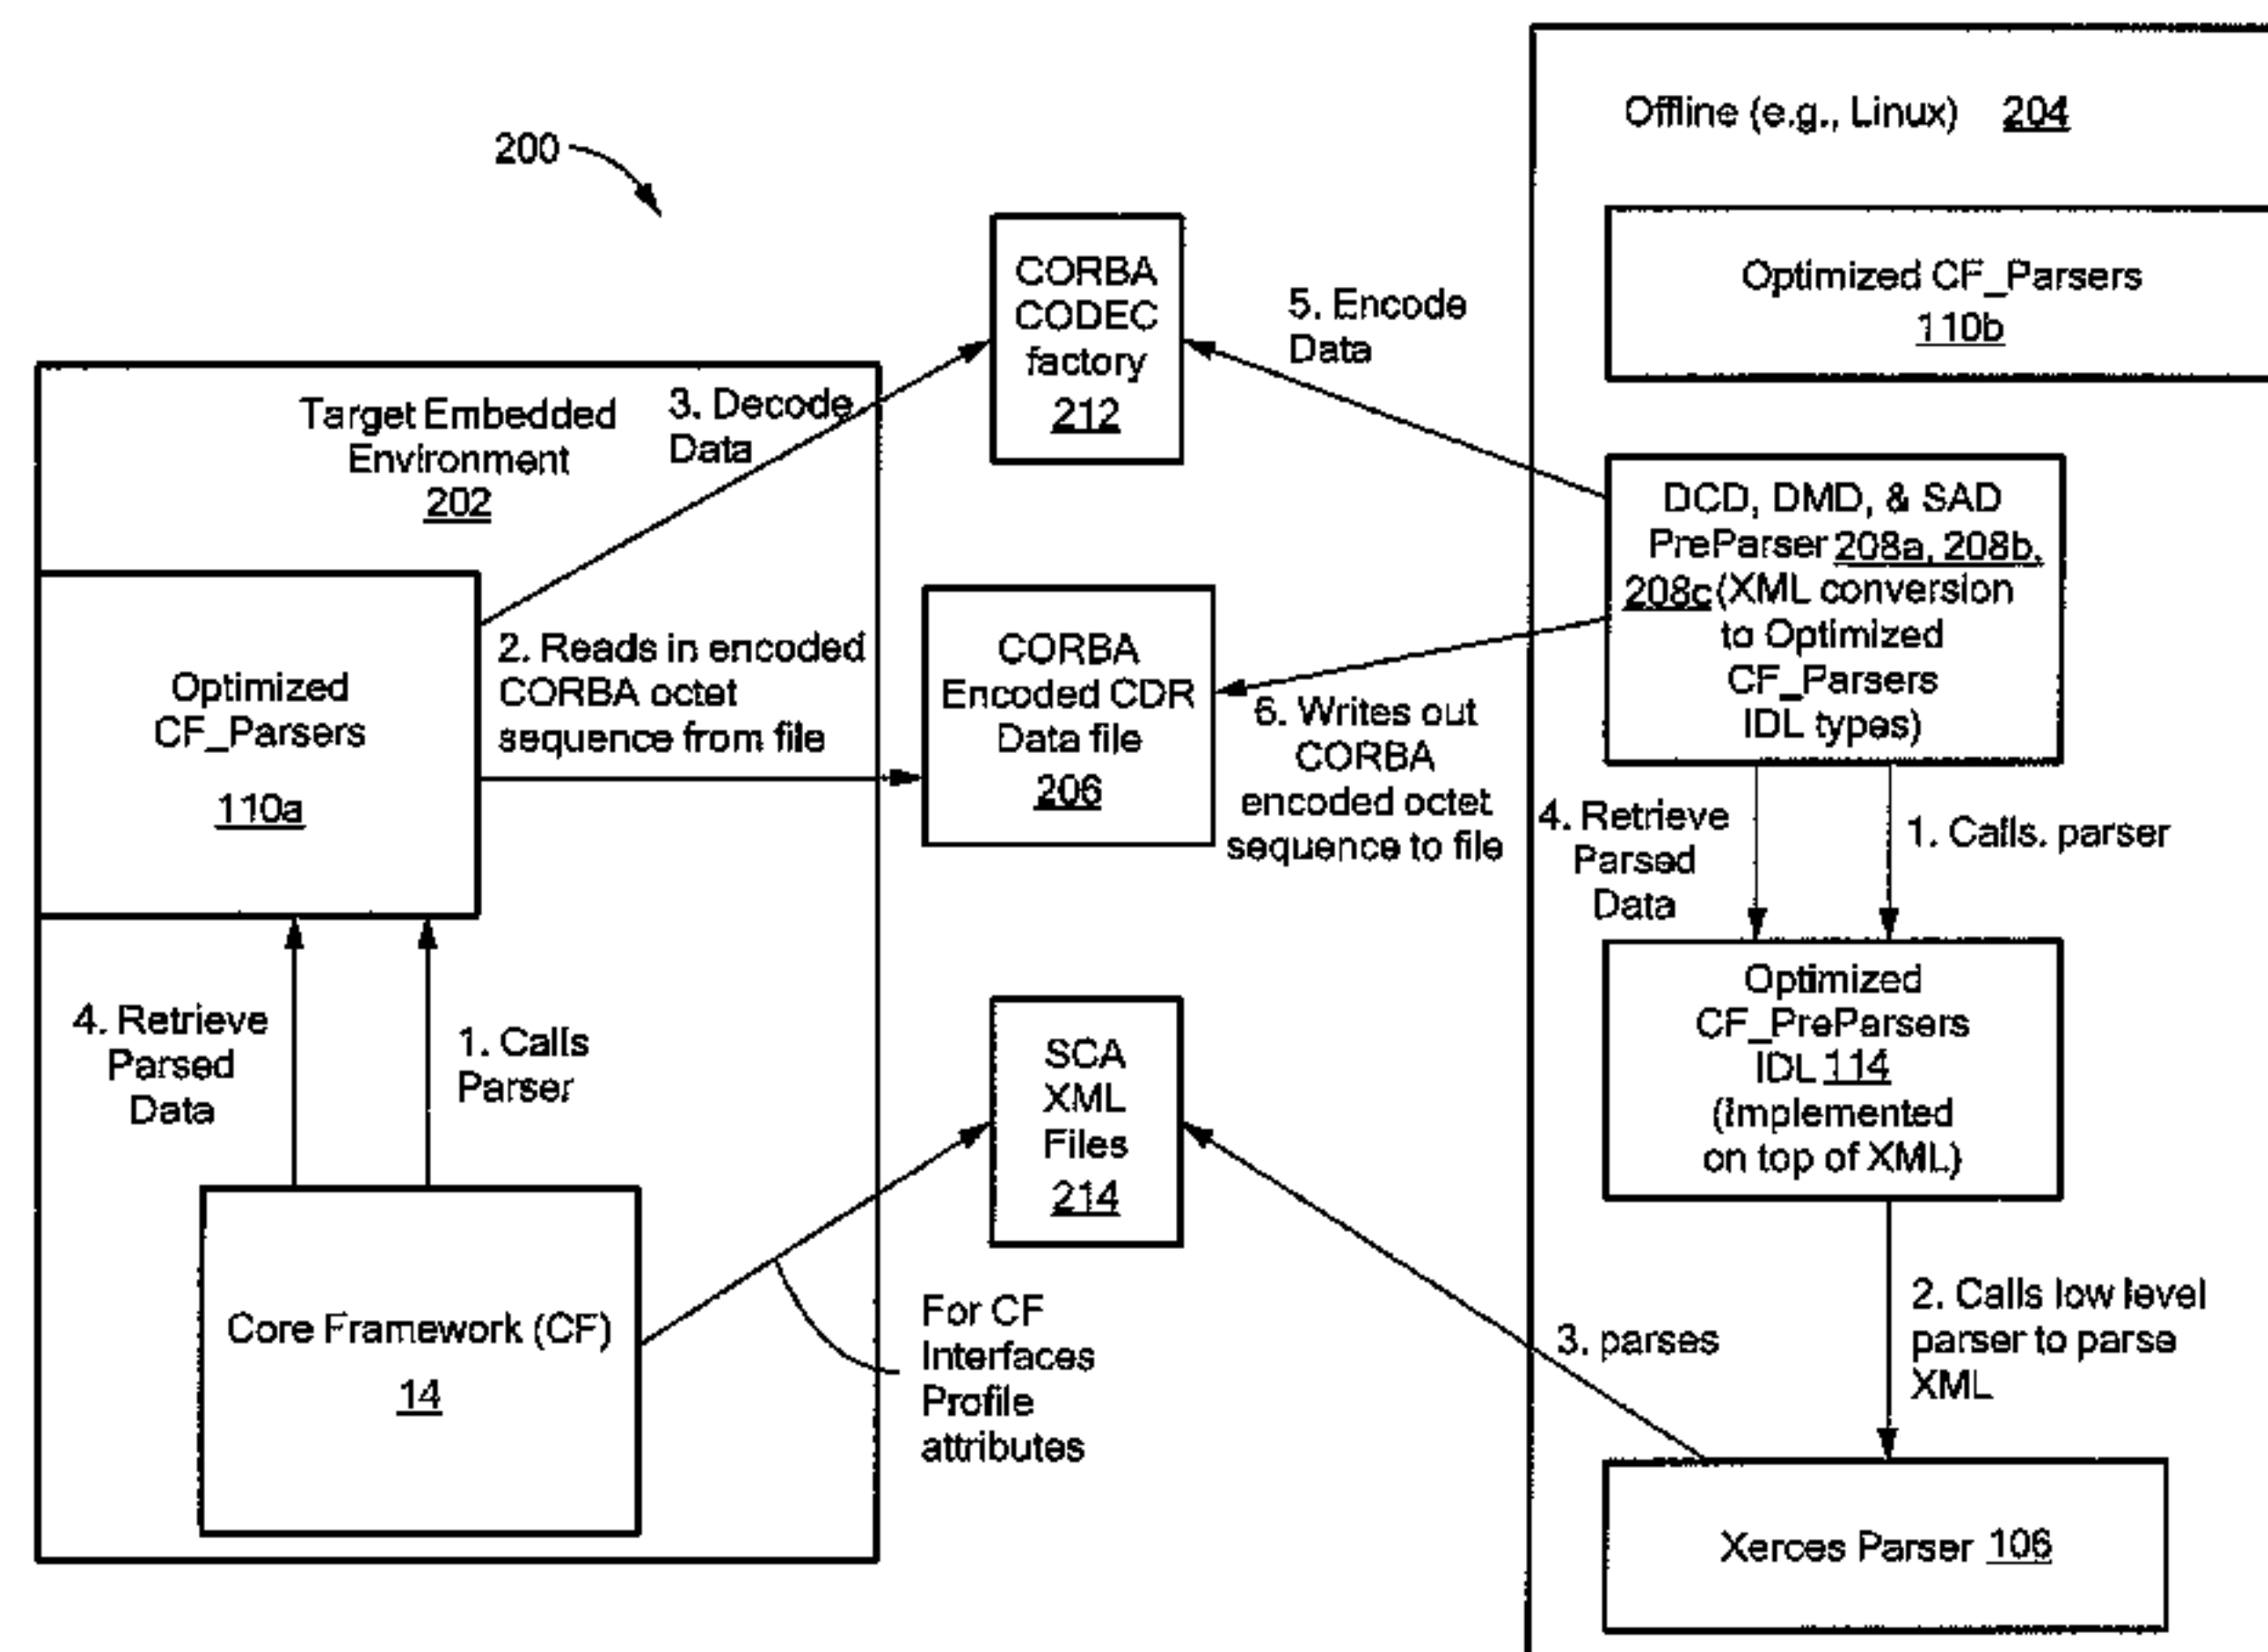 Offline (e.g., Linux) 204
200
Optimized CF_Parsers
110b
CORBA
CODEC
factory
212
5. Encode
Data
Target Embedded
Environment
202
3. Decode
Data
DCD, DMD, & SAD
PreParser 208a, 208b,
208c (XML conversion
to Optimized
CF_Parsers
IDL types)
Optimized
CF_Parsers
110a
2. Reads in encoded
CORBA octet
sequence from file
CORBA
Encoded CDR
Data file
206
6. Writes out
CORBA
encoded octet
sequence to file
4. Retrieve
Parsed
Data
1. Calls. parser
Optimized
CF_PreParsers
IDL 114
(Implemented
on top of XML)
4. Retrieve
Parsed
Data
1. Calls
Parser
SCA
XML
Files
214
Core Framework (CF)
14
For CF
Interfaces
Profile
attributes
3. parses
2. Calls low level
parser to parse
XML
Xerces Parser 106